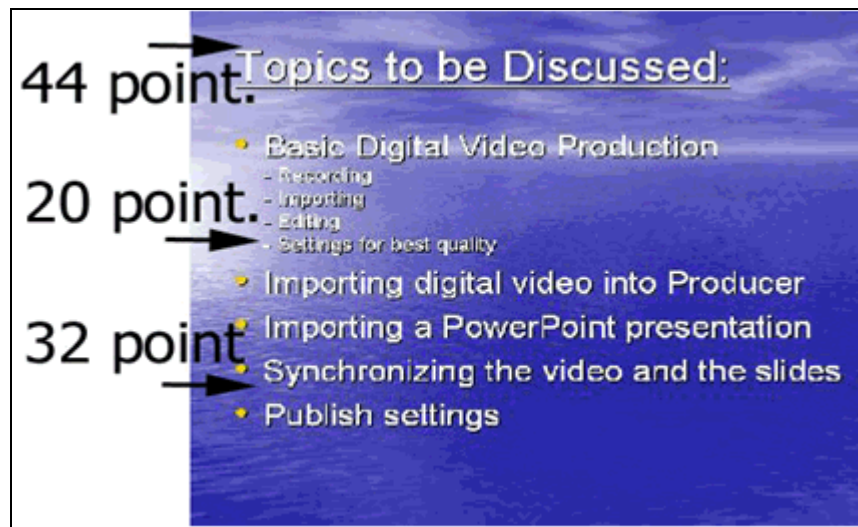 44 point.
Topics to be Discussed:
• Basic Digital Video Production
- Recording
- Importing
20 point.
- Editing
- Settings for best quality
• Importing digital video into Producer
• Importing a PowerPoint presentation
32 point
• Synchronizing the video and the slides
• Publish settings